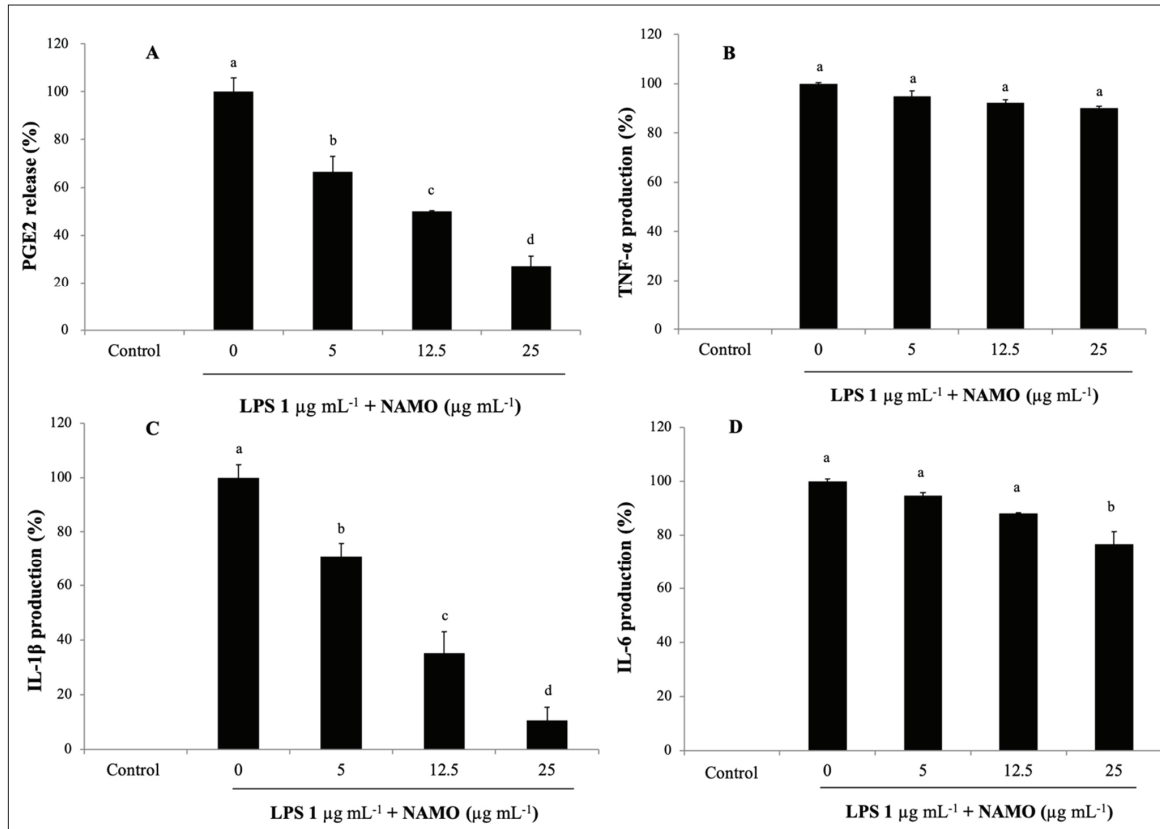 A
PGE2 release (%)
120
100
80
60
40
20
0
a
b
c
d
Control
0
5
12.5
25
LPS 1 µg mL-1 + NAMO (µg mL-1)
B
TNF-α production (%)
120
100
80
60
40
20
0
a
a
a
a
Control
0
5
12.5
25
LPS 1 µg mL-1 + NAMO (µg mL-1)
C
IL-1β production (%)
120
100
80
60
40
20
0
a
b
c
d
Control
0
5
12.5
25
LPS 1 µg mL-1 + NAMO (µg mL-1)
D
IL-6 production (%)
120
100
80
60
40
20
0
a
a
a
b
Control
0
5
12.5
25
LPS 1 µg mL-1 + NAMO (µg mL-1)